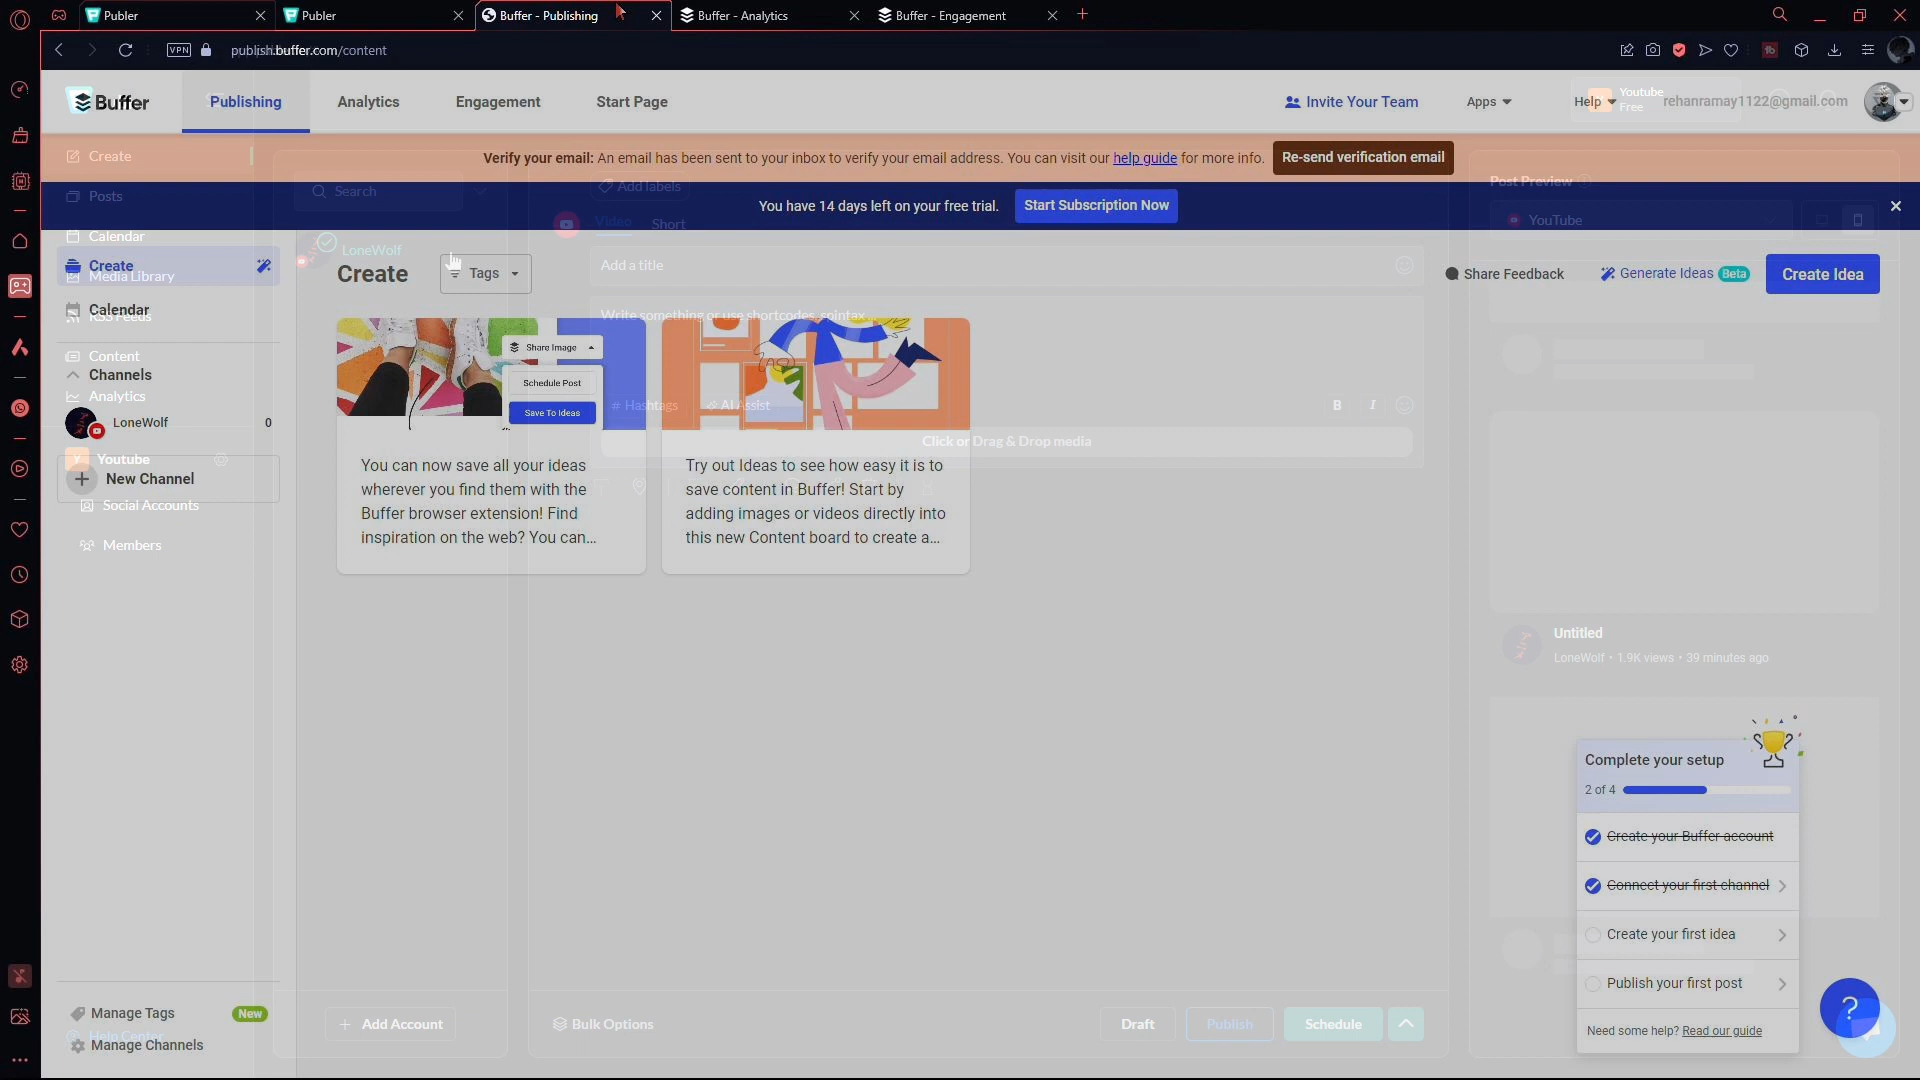 Publer
Publer
Buffer - Publishing
Buffer - Analytics
Buffer - Engagement
VPN
publish.buffer.com/content
Buffer
Publishing
Analytics
Engagement
Start Page
Invite Your Team
Apps
Help
Youtube
Free
rehanramay1122@gmail.com
Create
Verify your email: An email has been sent to your inbox to verify your email address. You can visit our help guide for more info.
Re-send verification email
Post Preview
Posts
Search
Add labels
You have 14 days left on your free trial.
Start Subscription Now
Video
Short
YouTube
Calendar
LoneWolf
Create
Media Library
Create
Tags
Add a title
Share Feedback
Generate Ideas Beta
Create Idea
Calendar
RSS Feeds
Write something or use shortcodes, spintax...
Content
Channels
Analytics
LoneWolf
0
Youtube
New Channel
Social Accounts
Members
Share Image
Schedule Post
Save To Ideas
# Hashtags
AI Assist
B
I
Click or Drag & Drop media
You can now save all your ideas
wherever you find them with the
Buffer browser extension! Find
inspiration on the web? You can...
Try out Ideas to see how easy it is to
save content in Buffer! Start by
adding images or videos directly into
this new Content board to create a...
Untitled
LoneWolf • 1.9K views • 39 minutes ago
Complete your setup
2 of 4
Create your Buffer account
Connect your first channel
Create your first idea
Publish your first post
Need some help? Read our guide
?
Manage Tags
New
Help Center
Manage Channels
+ Add Account
Bulk Options
Draft
Publish
Schedule